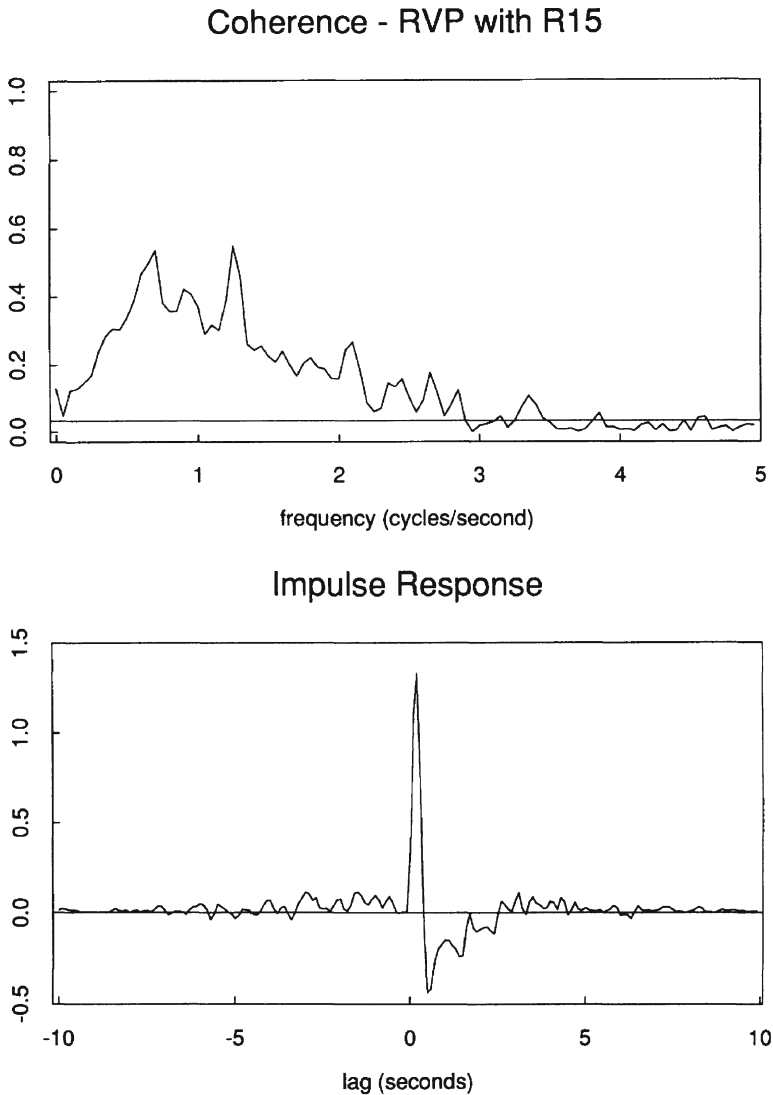 Coherence - RVP with R15
1.0
0.8
0.6
0.4
0.2
0.0
0 1 2 3 4 5
frequency (cycles/second)
Impulse Response
1.5
1.0
0.5
0.0
-0.5
-10 -5 0 5 10
lag (seconds)